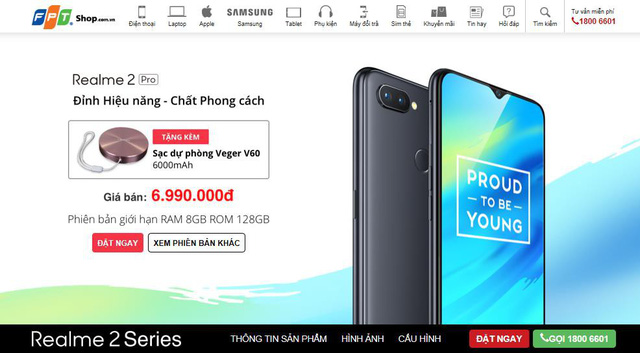 FPT Shop.com.vn
Điện thoại
Laptop
Apple
SAMSUNG
Samsung
Tablet
Phụ kiện
Máy đổi trả
Sim thẻ
Khuyến mãi
Tin hay
Hỏi đáp
Tìm kiếm
Tư vấn miễn phí
1800 6601
Realme 2 Pro
Đỉnh Hiệu năng - Chất Phong cách
TẶNG KÈM
Sạc dự phòng Veger V60
6000mAh
Giá bán: 6.990.000đ
Phiên bản giới hạn RAM 8GB ROM 128GB
ĐẶT NGAY
XEM PHIÊN BẢN KHÁC
PROUD
TO BE
YOUNG
Realme 2 Series
THÔNG TIN SẢN PHẨM
HÌNH ẢNH
CẤU HÌNH
ĐẶT NGAY
GỌI 1800 6601